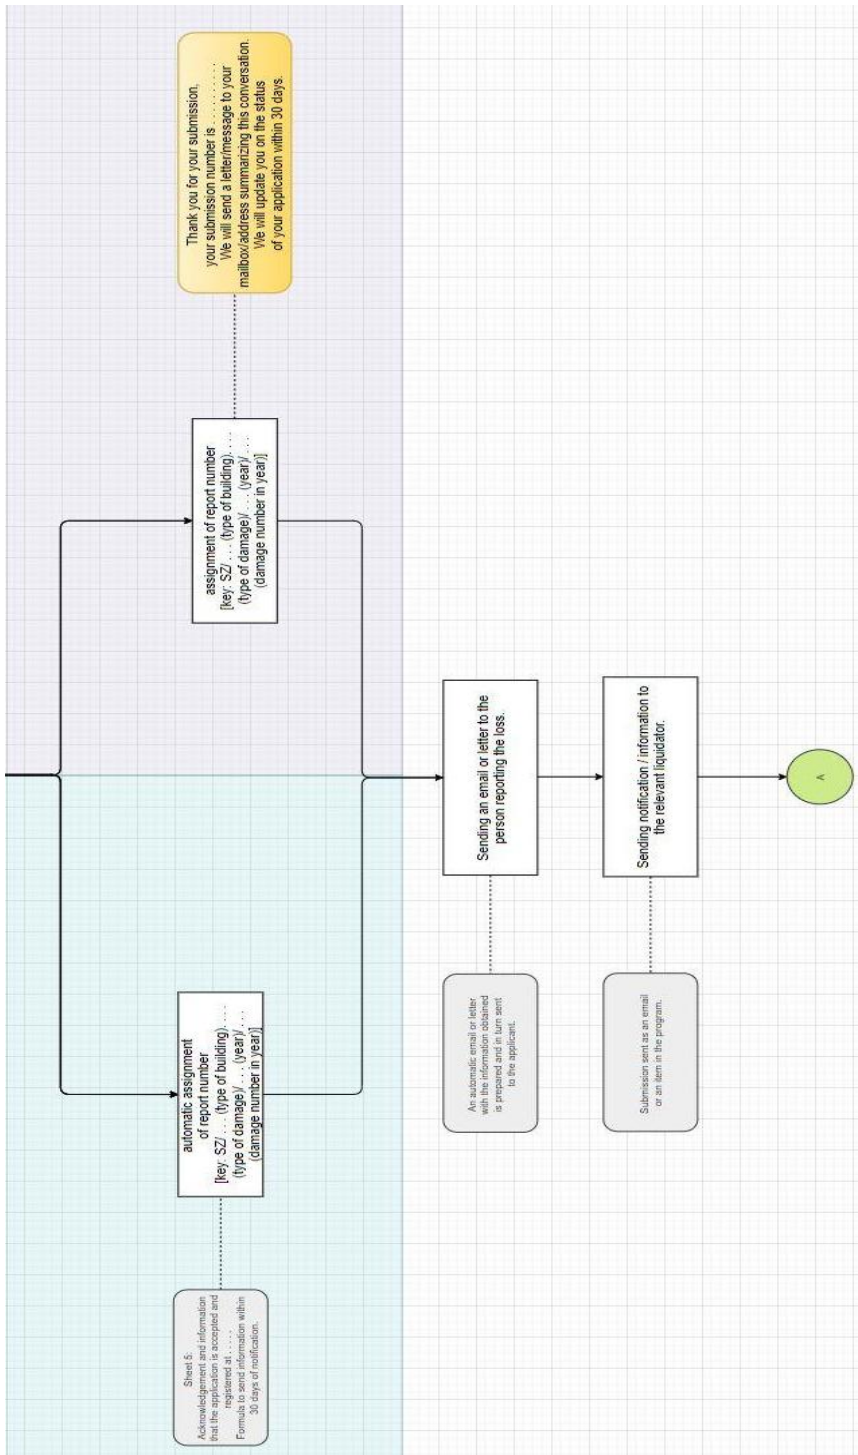 Thank you for your submission,
your submission number is . . . . . . . . . .
We will send a letter/message to your
mailbox/address summarizing this conversation.
We will update you on the status
of your application within 30 days.
assignment of report number
[key: SZ/ . . . (type of building). . . .
(type of damage)/ . . . (year)/ . . .
(damage number in year)]
automatic assignment
of report number
[key: SZ/ . . . (type of building). . . .
(type of damage)/ . . . (year)/ . . .
(damage number in year)]
Sheet 5:
Acknowledgement and information
that the application is accepted and
registered at . . . . .
Formula to send information within
30 days of notification.
Sending an email or letter to the
person reporting the loss.
An automatic email or letter
with the information obtained
is prepared and in turn sent
to the applicant.
Sending notification / information to
the relevant liquidator.
Submission sent as an email
or an item in the program.
A